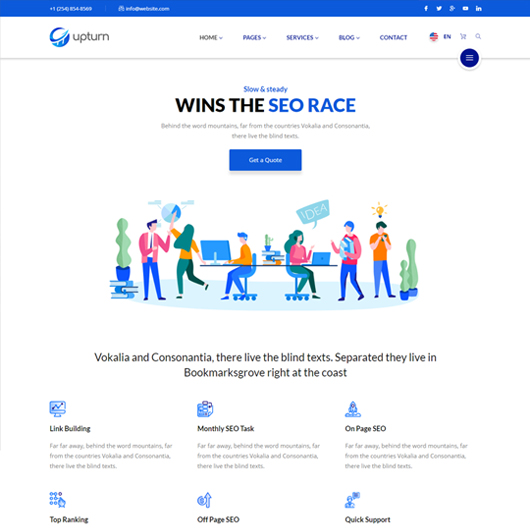 +1 (254) 854-8569 info@website.com
upturn HOME PAGES SERVICES BLOG CONTACT EN
Slow & steady
WINS THE SEO RACE
Behind the word mountains, far from the countries Vokalia and Consonantia,
there live the blind texts.
Get a Quote
IDEA
Vokalia and Consonantia, there live the blind texts. Separated they live in
Bookmarksgrove right at the coast
Link Building Monthly SEO Task On Page SEO
Far far away, behind the word mountains, far Far far away, behind the word mountains, far Far far away, behind the word mountains, far
from the countries Vokalia and Consonantia, from the countries Vokalia and Consonantia, from the countries Vokalia and Consonantia,
there live the blind texts. there live the blind texts. there live the blind texts.
Top Ranking Off Page SEO Quick Support